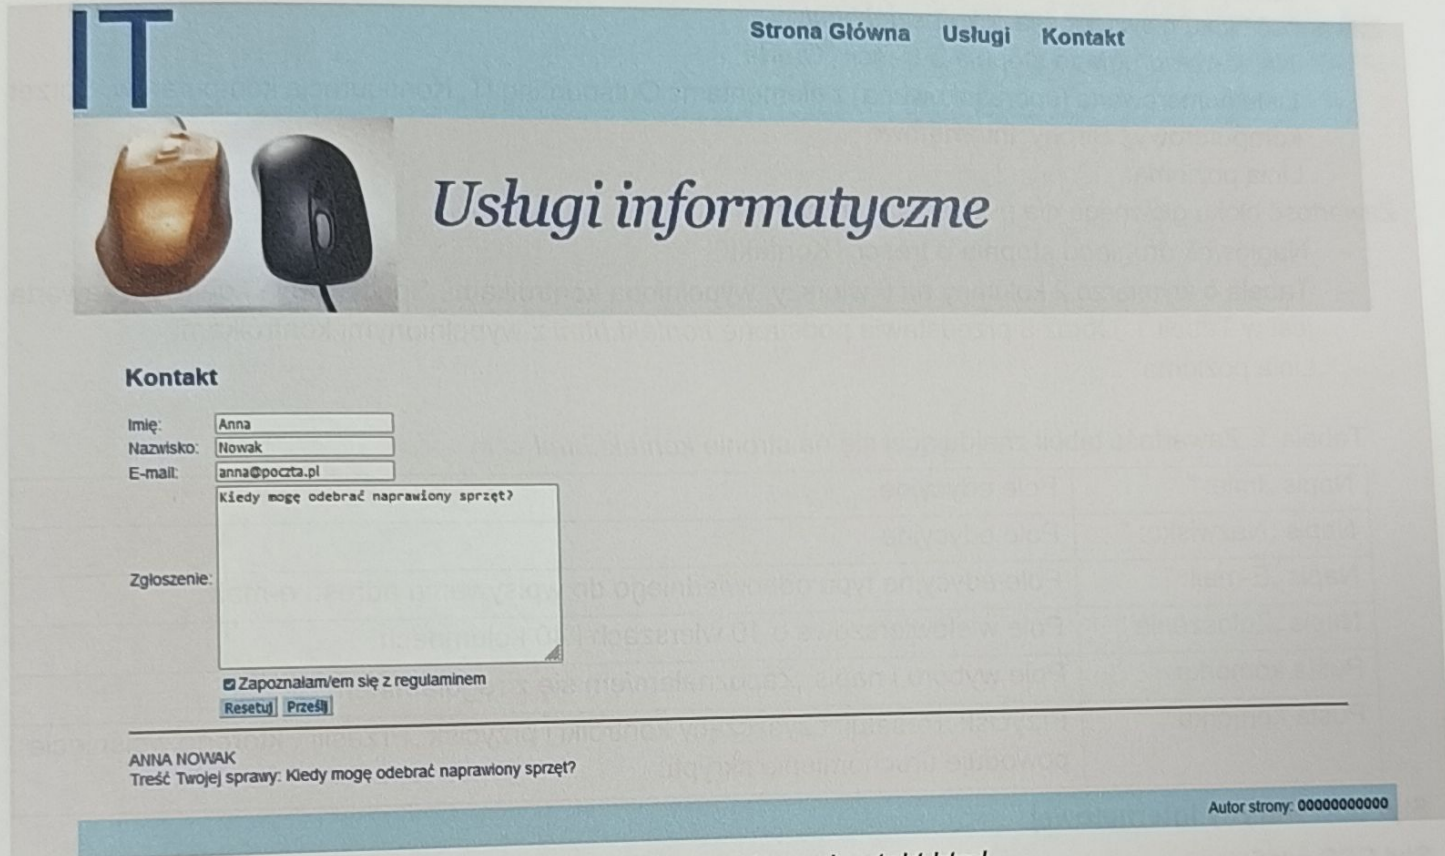 IT
Strona Główna Usługi Kontakt
Usługi informatyczne
Kontakt
Imię: Anna
Nazwisko: Nowak
E-mail: anna@poczta.pl
Kiedy mogę odebrać naprawiony sprzęt?
Zgłoszenie:
Zapoznałam/em się z regulaminem
Resetuj Prześlij
ANNA NOWAK
Treść Twojej sprawy: Kiedy mogę odebrać naprawiony sprzęt?
Autor strony: 00000000000